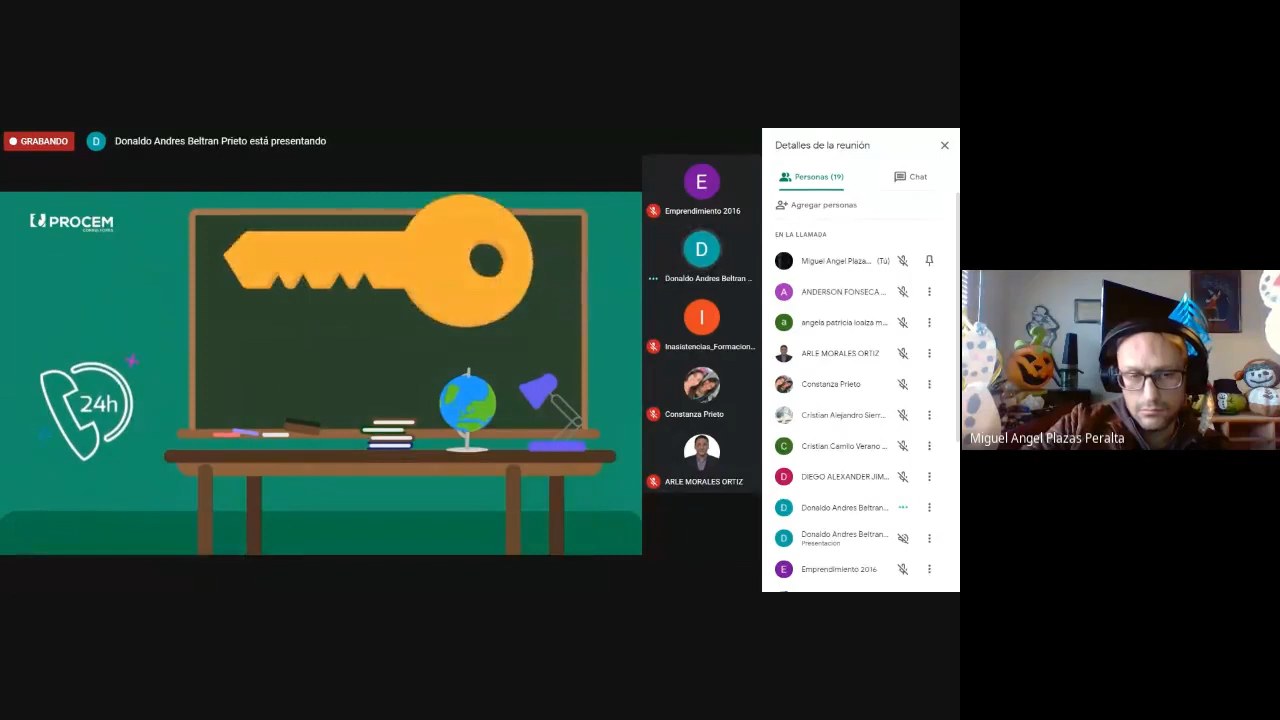 GRABANDO
D
Donaldo Andres Beltran Prieto está presentando
PROCEM
24h
E
Emprendimiento 2016
D
Donaldo Andres Beltran ...
I
Inasistencias_Formacion...
Constanza Prieto
ARLE MORALES ORTIZ
Detalles de la reunión
Personas (19)
Chat
Agregar personas
EN LA LLAMADA
Miguel Angel Plaza... (Tú)
A
ANDERSON FONSECA ...
a
angela patricia loaiza m...
ARLE MORALES ORTIZ
Constanza Prieto
Cristian Alejandro Sierr...
C
Cristian Camilo Verano ...
D
DIEGO ALEXANDER JIM...
D
Donaldo Andres Beltran...
D
Donaldo Andres Beltran...
Presentación
E
Emprendimiento 2016
Miguel Angel Plazas Peralta